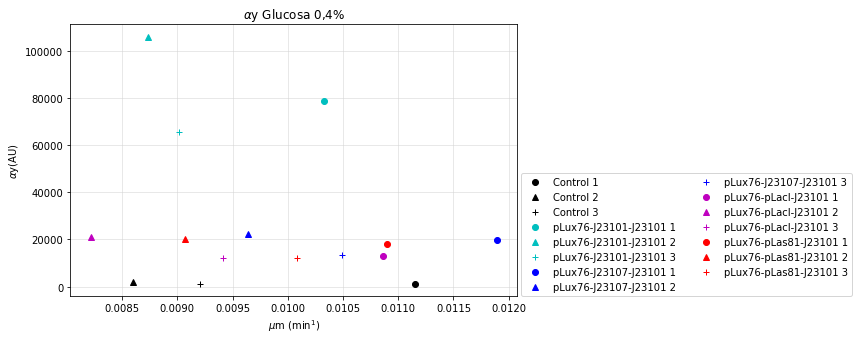 αy Glucosa 0,4%
100000
80000
60000
40000
20000
0
αy(AU)
0.0085 0.0090 0.0095 0.0100 0.0105 0.0110 0.0115 0.0120
μm (min¹)
Control 1
Control 2
Control 3
pLux76-J23101-J23101 1
pLux76-J23101-J23101 2
pLux76-J23101-J23101 3
pLux76-J23107-J23101 1
pLux76-J23107-J23101 2
pLux76-J23107-J23101 3
pLux76-pLacI-J23101 1
pLux76-pLacI-J23101 2
pLux76-pLacI-J23101 3
pLux76-pLas81-J23101 1
pLux76-pLas81-J23101 2
pLux76-pLas81-J23101 3